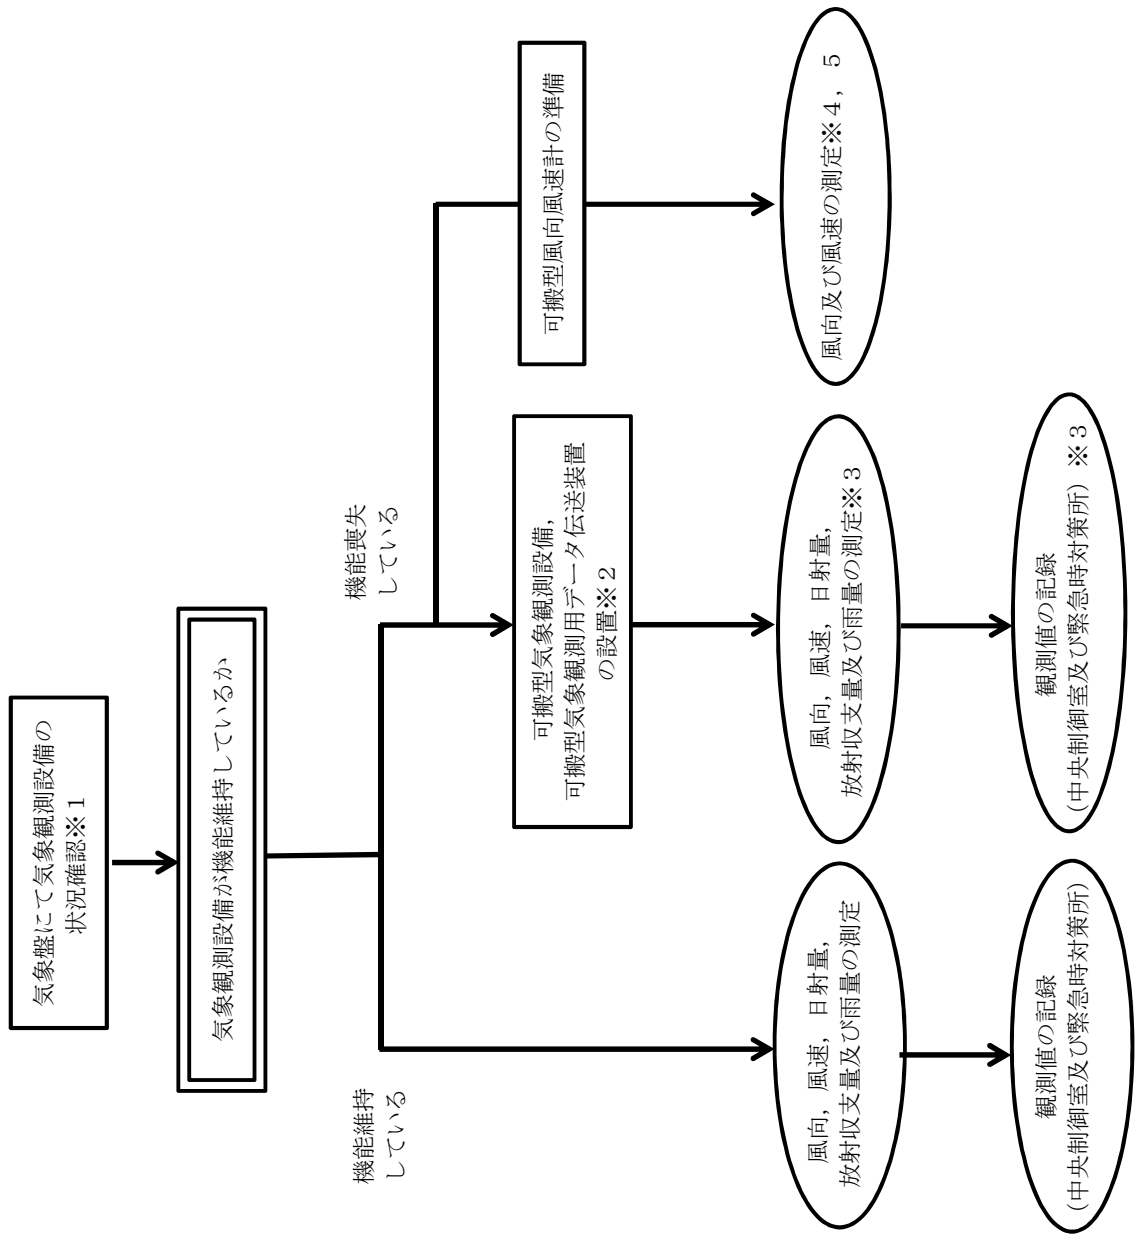 気象盤にて気象観測設備の
状況確認※１
気象観測設備が機能維持しているか
機能維持
している
機能喪失
している
風向，風速，日射量，
放射収支量及び雨量の測定
観測値の記録
(中央制御室及び緊急時対策所)
可搬型気象観測設備，
可搬型気象観測用データ伝送装置
の設置※２
風向，風速，日射量，
放射収支量及び雨量の測定※３
観測値の記録
(中央制御室及び緊急時対策所）※３
可搬型風向風速計の準備
風向及び風速の測定※４，５